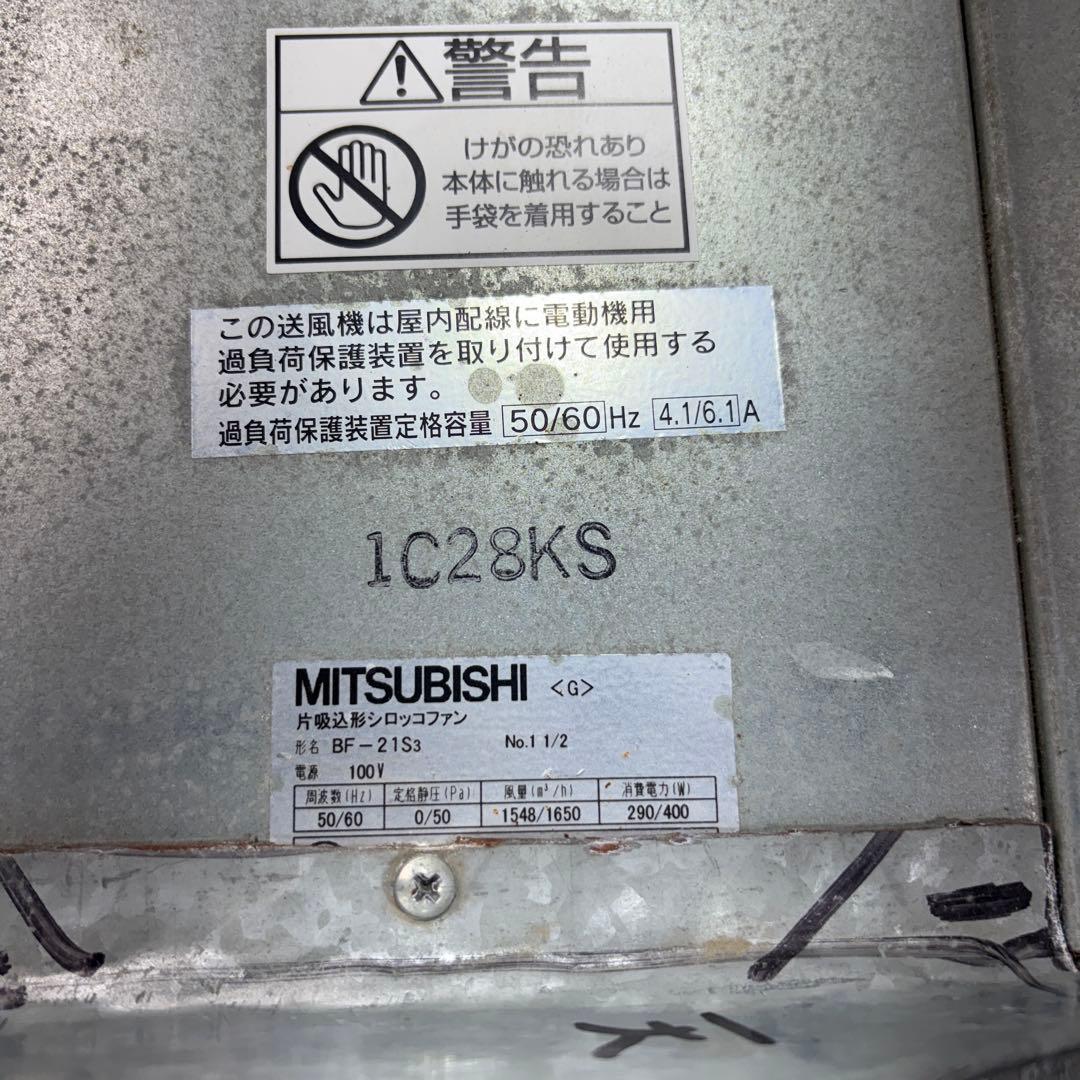 警告
けがの恐れあり
本体に触れる場合は
手袋を着用すること
この送風機は屋内配線に電動機用
過負荷保護装置を取り付けて使用する
必要があります。
過負荷保護装置定格容量 50/60 Hz 4.1/6.1 A
1C28KS
MITSUBISHI <G>
片吸込形シロッコファン
形名 BF-21S3 No.1 1/2
電源 100V
周波数(Hz) 定格静圧(Pa) 風量(m³/h) 消費電力(W)
50/60 0/50 1548/1650 290/400